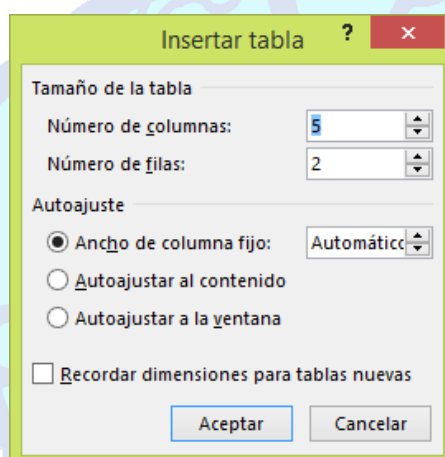 Insertar tabla ? ×
Tamaño de la tabla
Número de columnas: 5
Número de filas: 2
Autoajuste
Ancho de columna fijo: Automátic
Autoajustar al contenido
Autoajustar a la ventana
Recordar dimensiones para tablas nuevas
Aceptar Cancelar